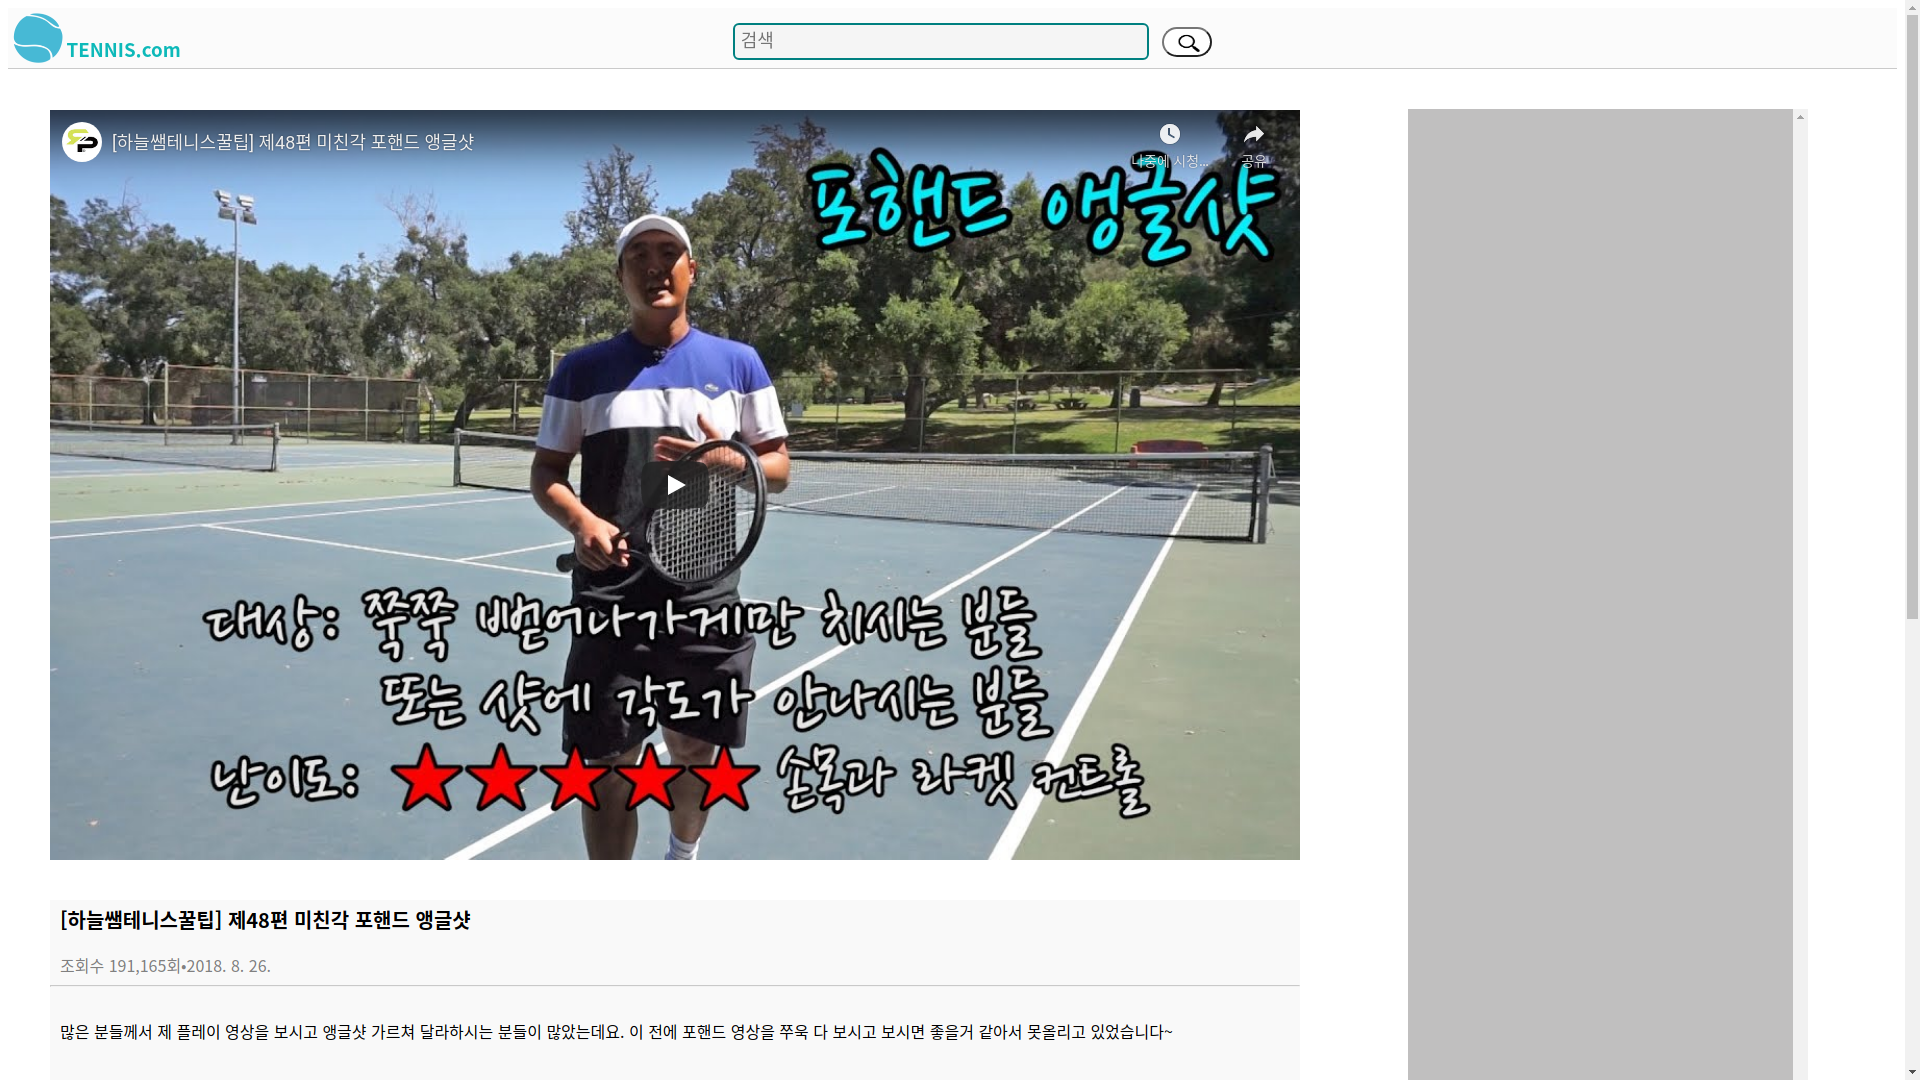 TENNIS.com
검색
[하늘쌤테니스꿀팁] 제48편 미친각 포핸드 앵글샷
나중에 시청...
공유
포핸드 앵글샷
대상: 쭉쭉 뻗어나가게만 치시는 분들
또는 샷에 각도가 안나시는 분들
난이도: ★★★★★ 손목과 라켓 컨트롤
[하늘쌤테니스꿀팁] 제48편 미친각 포핸드 앵글샷
조회수 191,165회•2018. 8. 26.
많은 분들께서 제 플레이 영상을 보시고 앵글샷 가르쳐 달라하시는 분들이 많았는데요. 이 전에 포핸드 영상을 쭈욱 다 보시고 보시면 좋을거 같아서 못올리고 있었습니다~